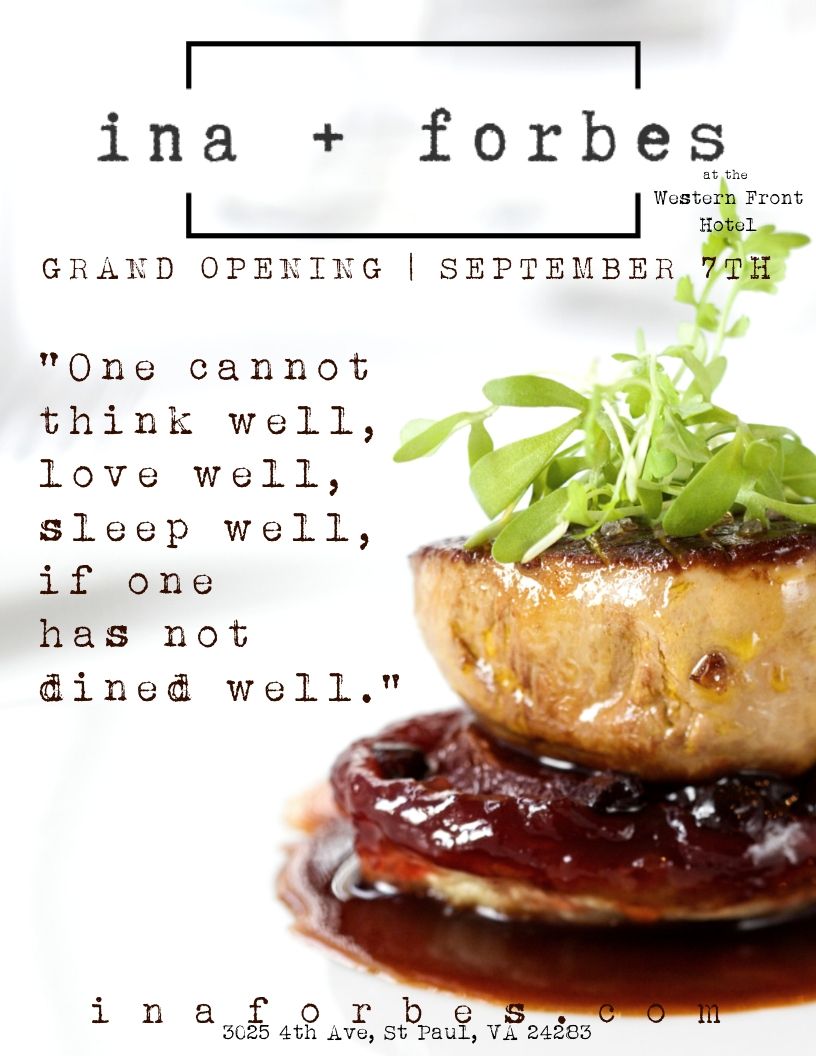 ina + forbes
at the
Western Front
Hotel
GRAND OPENING | SEPTEMBER 7TH
"One cannot
think well,
love well,
sleep well,
if one
has not
dined well."
inaforbes.com
3025 4th Ave, St Paul, VA 24283